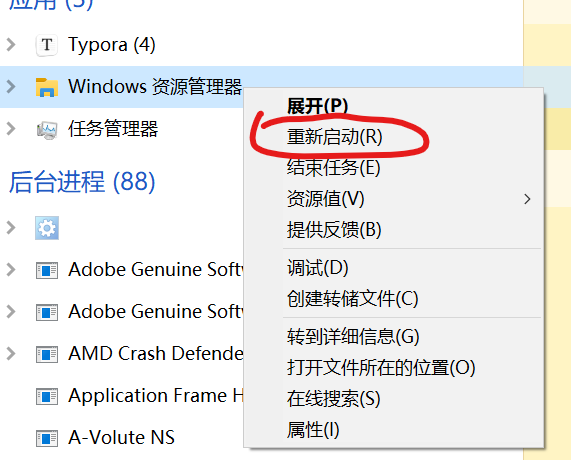 应用 (5)
Typora (4)
Windows 资源管理器
任务管理器
后台进程 (88)
Adobe Genuine Soft
Adobe Genuine Soft
AMD Crash Defende
Application Frame H
A-Volute NS
展开(P)
重新启动(R)
结束任务(E)
资源值(V)
提供反馈(B)
调试(D)
创建转储文件(C)
转到详细信息(G)
打开文件所在的位置(O)
在线搜索(S)
属性(I)